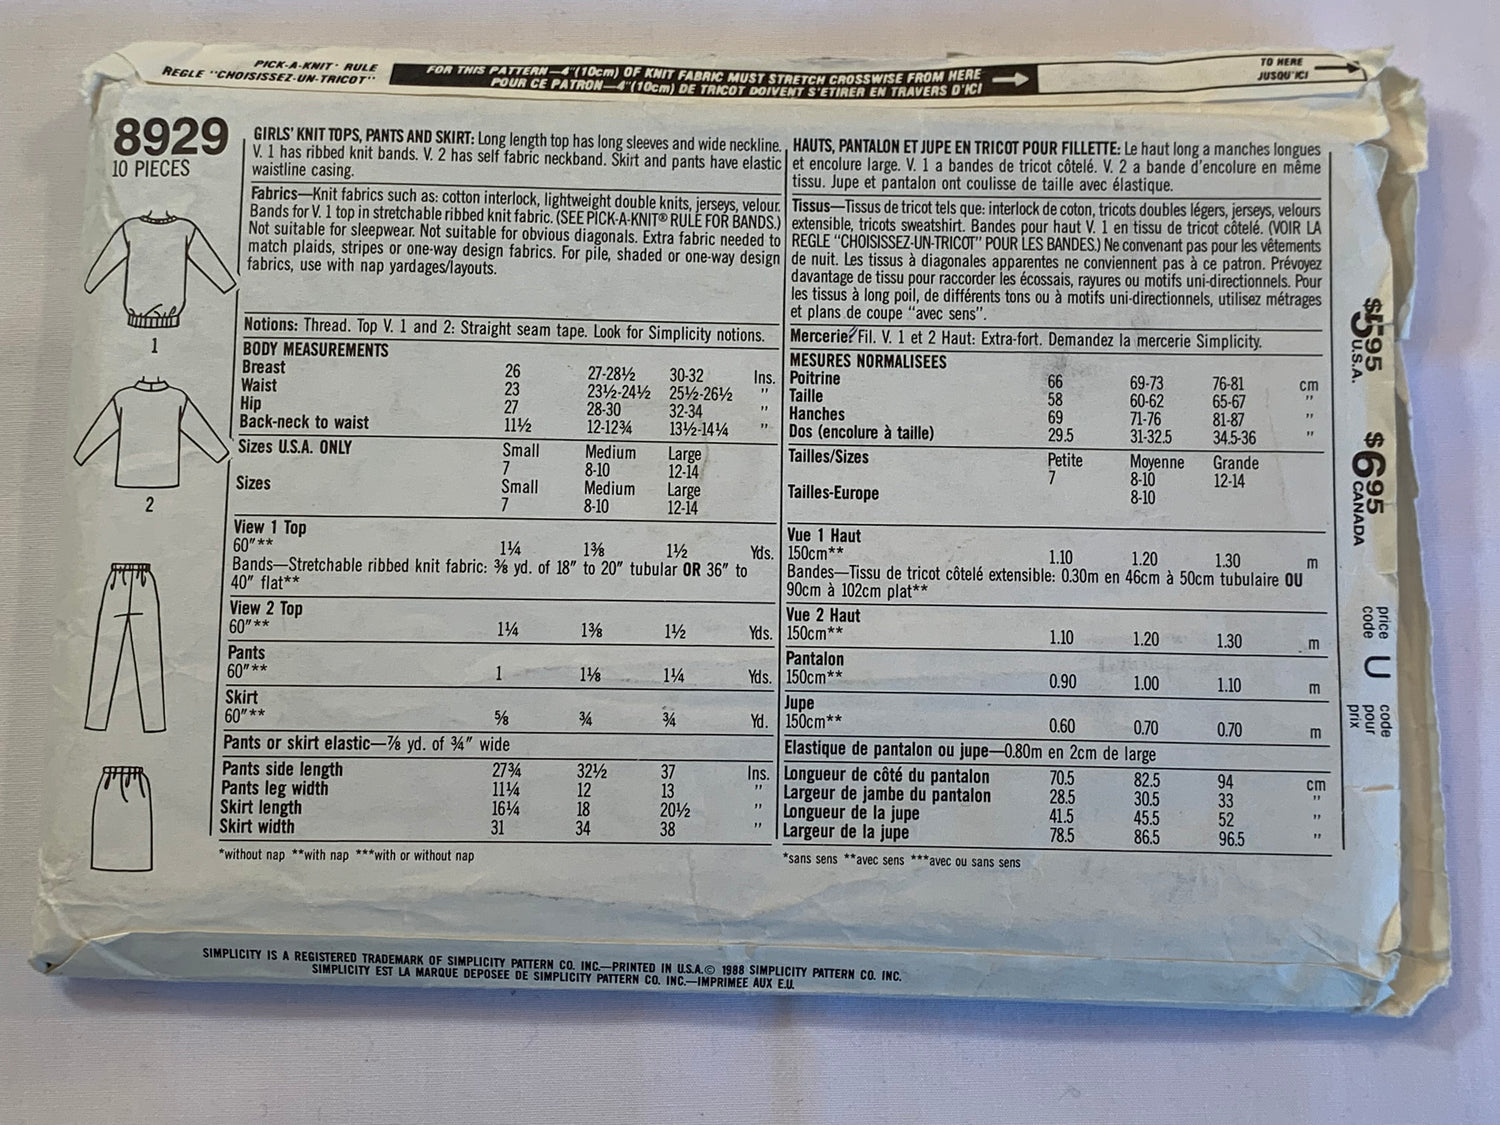 PICK-A-KNIT® RULE
REGLE "CHOISISSEZ-UN-TRICOT"
FOR THIS PATTERN—4"(10cm) OF KNIT FABRIC MUST STRETCH CROSSWISE FROM HERE
POUR CE PATRON—4"(10cm) DE TRICOT DOIVENT S'ETIRER EN TRAVERS D'ICI
TO HERE
JUSQU'ICI
8929
10 PIECES
1
2
GIRLS' KNIT TOPS, PANTS AND SKIRT: Long length top has long sleeves and wide neckline.
V. 1 has ribbed knit bands. V. 2 has self fabric neckband. Skirt and pants have elastic
waistline casing.
Fabrics—Knit fabrics such as: cotton interlock, lightweight double knits, jerseys, velour.
Bands for V. 1 top in stretchable ribbed knit fabric. (SEE PICK-A-KNIT® RULE FOR BANDS.)
Not suitable for sleepwear. Not suitable for obvious diagonals. Extra fabric needed to
match plaids, stripes or one-way design fabrics. For pile, shaded or one-way design
fabrics, use with nap yardages/layouts.
Notions: Thread. Top V. 1 and 2: Straight seam tape. Look for Simplicity notions.
BODY MEASUREMENTS
Breast 26 27-28½ 30-32 Ins.
Waist 23 23½-24½ 25½-26½ "
Hip 27 28-30 32-34 "
Back-neck to waist 11½ 12-12¾ 13½-14¼ "
Sizes U.S.A. ONLY Small Medium Large
7 8-10 12-14
Sizes Small Medium Large
7 8-10 12-14
View 1 Top
60"** 1¼ 1⅜ 1½ Yds.
Bands—Stretchable ribbed knit fabric: ⅜ yd. of 18" to 20" tubular OR 36" to
40" flat**
View 2 Top
60"** 1¼ 1⅜ 1½ Yds.
Pants
60"** 1 1⅛ 1¼ Yds.
Skirt
60"** ⅝ ¾ ¾ Yd.
Pants or skirt elastic—⅞ yd. of ¾" wide
Pants side length 27¾ 32½ 37 Ins.
Pants leg width 11¼ 12 13 "
Skirt length 16¼ 18 20½ "
Skirt width 31 34 38 "
*without nap **with nap ***with or without nap
HAUTS, PANTALON ET JUPE EN TRICOT POUR FILLETTE: Le haut long a manches longues
et encolure large. V. 1 a bandes de tricot côtelé. V. 2 a bande d'encolure en même
tissu. Jupe et pantalon ont coulisse de taille avec élastique.
Tissus—Tissus de tricot tels que: interlock de coton, tricots doubles légers, jerseys, velours
extensible, tricots sweatshirt. Bandes pour haut V. 1 en tissu de tricot côtelé. (VOIR LA
REGLE "CHOISISSEZ-UN-TRICOT" POUR LES BANDES.) Ne convenant pas pour les vêtements
de nuit. Les tissus à diagonales apparentes ne conviennent pas à ce patron. Prévoyez
davantage de tissu pour raccorder les écossais, rayures ou motifs uni-directionnels. Pour
les tissus à long poil, de différents tons ou à motifs uni-directionnels, utilisez métrages
et plans de coupe "avec sens".
Mercerie: Fil. V. 1 et 2 Haut: Extra-fort. Demandez la mercerie Simplicity.
MESURES NORMALISEES
Poitrine 66 69-73 76-81 cm
Taille 58 60-62 65-67 "
Hanches 69 71-76 81-87 "
Dos (encolure à taille) 29.5 31-32.5 34.5-36 "
Tailles/Sizes Petite Moyenne Grande
7 8-10 12-14
Tailles-Europe 8-10
Vue 1 Haut
150cm** 1.10 1.20 1.30 m
Bandes—Tissu de tricot côtelé extensible: 0.30m en 46cm à 50cm tubulaire OU
90cm à 102cm plat**
Vue 2 Haut
150cm** 1.10 1.20 1.30 m
Pantalon
150cm** 0.90 1.00 1.10 m
Jupe
150cm** 0.60 0.70 0.70 m
Elastique de pantalon ou jupe—0.80m en 2cm de large
Longueur de côté du pantalon 70.5 82.5 94 cm
Largeur de jambe du pantalon 28.5 30.5 33 "
Longueur de la jupe 41.5 45.5 52 "
Largeur de la jupe 78.5 86.5 96.5 "
*sans sens **avec sens ***avec ou sans sens
$5.95
U.S.A.
$6.95
CANADA
price
code
U
code
pour
prix
SIMPLICITY IS A REGISTERED TRADEMARK OF SIMPLICITY PATTERN CO. INC.—PRINTED IN U.S.A.© 1988 SIMPLICITY PATTERN CO. INC.
SIMPLICITY EST LA MARQUE DEPOSEE DE SIMPLICITY PATTERN CO. INC.—IMPRIMEE AUX E.U.